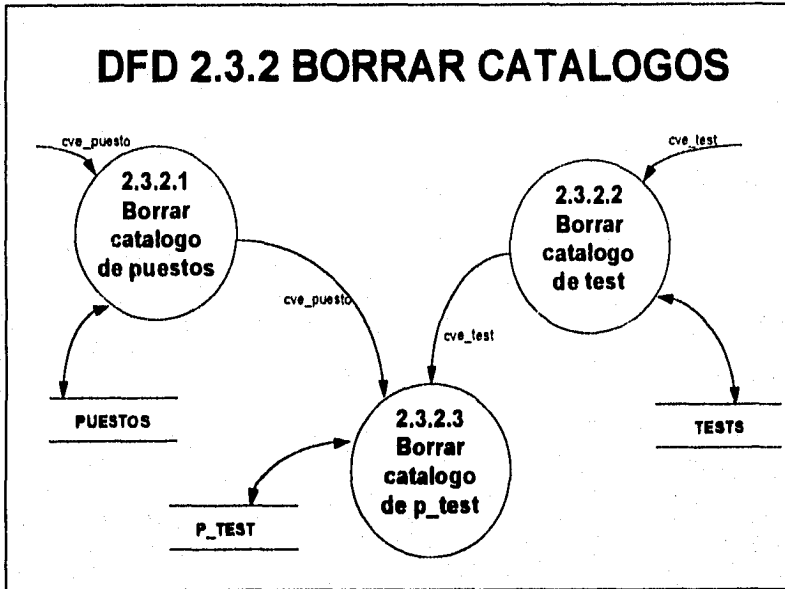 DFD 2.3.2 BORRAR CATALOGOS
cve_puesto
cve_test
2.3.2.1
Borrar
catalogo
de puestos
2.3.2.2
Borrar
catalogo
de test
cve_puesto
cve_test
PUESTOS
TESTS
2.3.2.3
Borrar
catalogo
de p_test
P_TEST